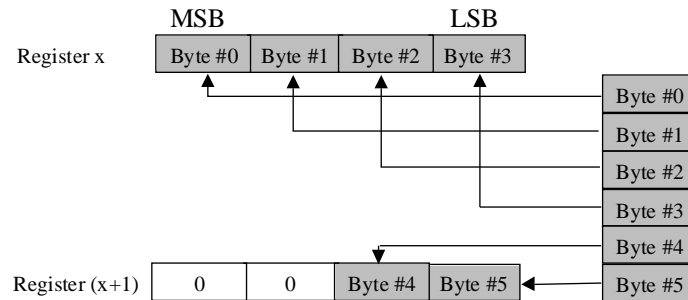 MSB LSB
Register x Byte #0 Byte #1 Byte #2 Byte #3
Byte #0
Byte #1
Byte #2
Byte #3
Byte #4
Register (x+1) 0 0 Byte #4 Byte #5 Byte #5